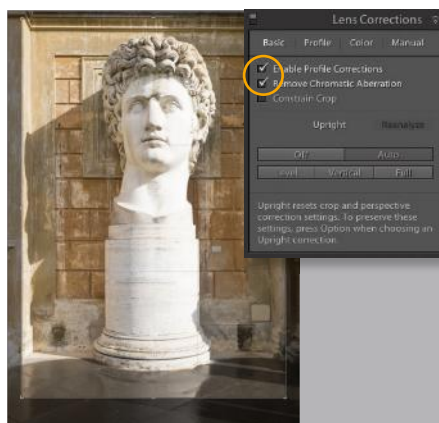 Lens Corrections
Basic Profile Color Manual
Enable Profile Corrections
Remove Chromatic Aberration
Constrain Crop
Upright Reanalyze
Off Auto
Level Vertical Full
Upright resets crop and perspective
correction settings. To preserve these
settings, press Option when choosing an
Upright correction.